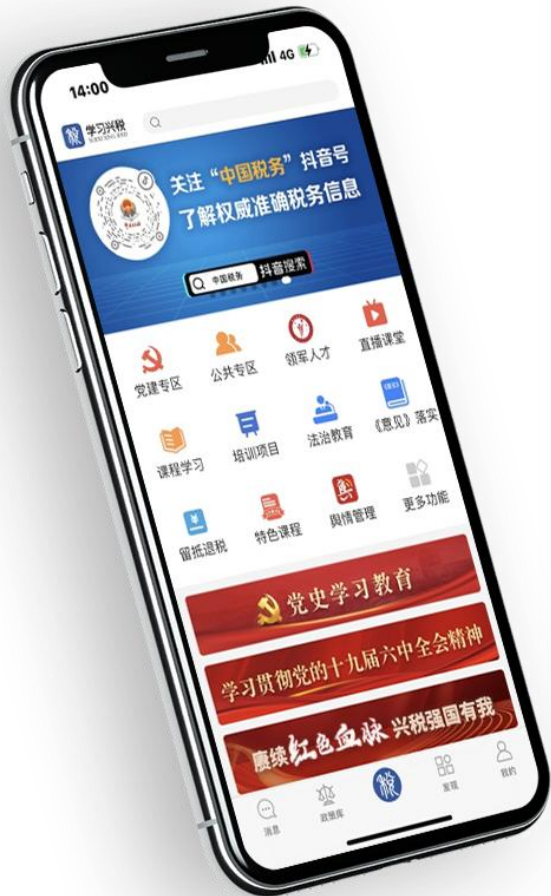 14:00
4G
学习兴税
关注“中国税务”抖音号
了解权威准确税务信息
中国税务 抖音搜索
党建专区 公共专区 领军人才 直播课堂
课程学习 培训项目 法治教育 《意见》落实
留抵退税 特色课程 舆情管理 更多功能
党史学习教育
学习贯彻党的十九届六中全会精神
赓续红色血脉 兴税强国有我
消息 政策库 税 发现 我的